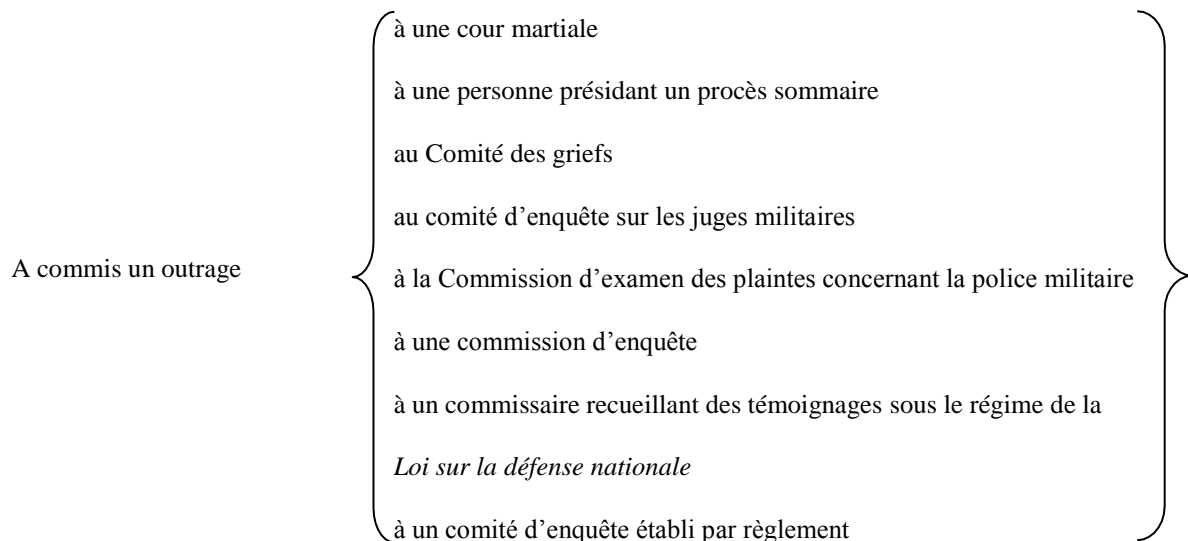 à une cour martiale
à une personne présidant un procès sommaire
au Comité des griefs
au comité d’enquête sur les juges militaires
A commis un outrage
à la Commission d’examen des plaintes concernant la police militaire
à une commission d’enquête
à un commissaire recueillant des témoignages sous le régime de la
Loi sur la défense nationale
à un comité d’enquête établi par règlement